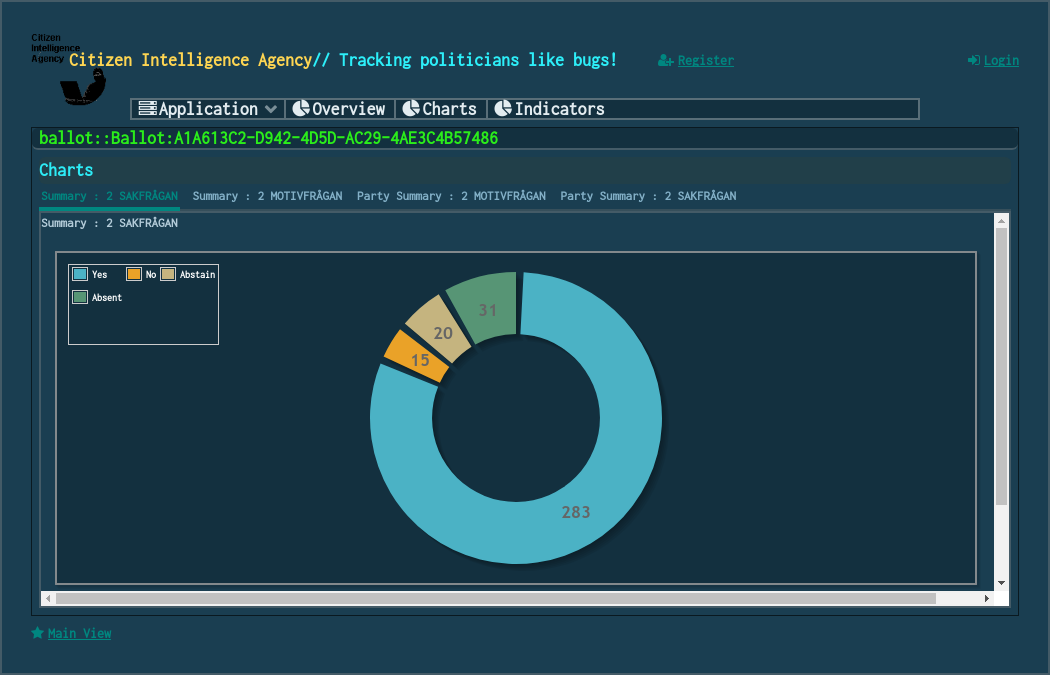 Citizen
Intelligence
Agency
Citizen Intelligence Agency// Tracking politicians like bugs!
Register
Login
Application
Overview
Charts
Indicators
ballot::Ballot:A1A613C2-D942-4D5D-AC29-4AE3C4B57486
Charts
Summary : 2 SAKFRÅGAN
Summary : 2 MOTIVFRÅGAN
Party Summary : 2 MOTIVFRÅGAN
Party Summary : 2 SAKFRÅGAN
Summary : 2 SAKFRÅGAN
Yes
No
Abstain
Absent
31
20
15
283
Main View